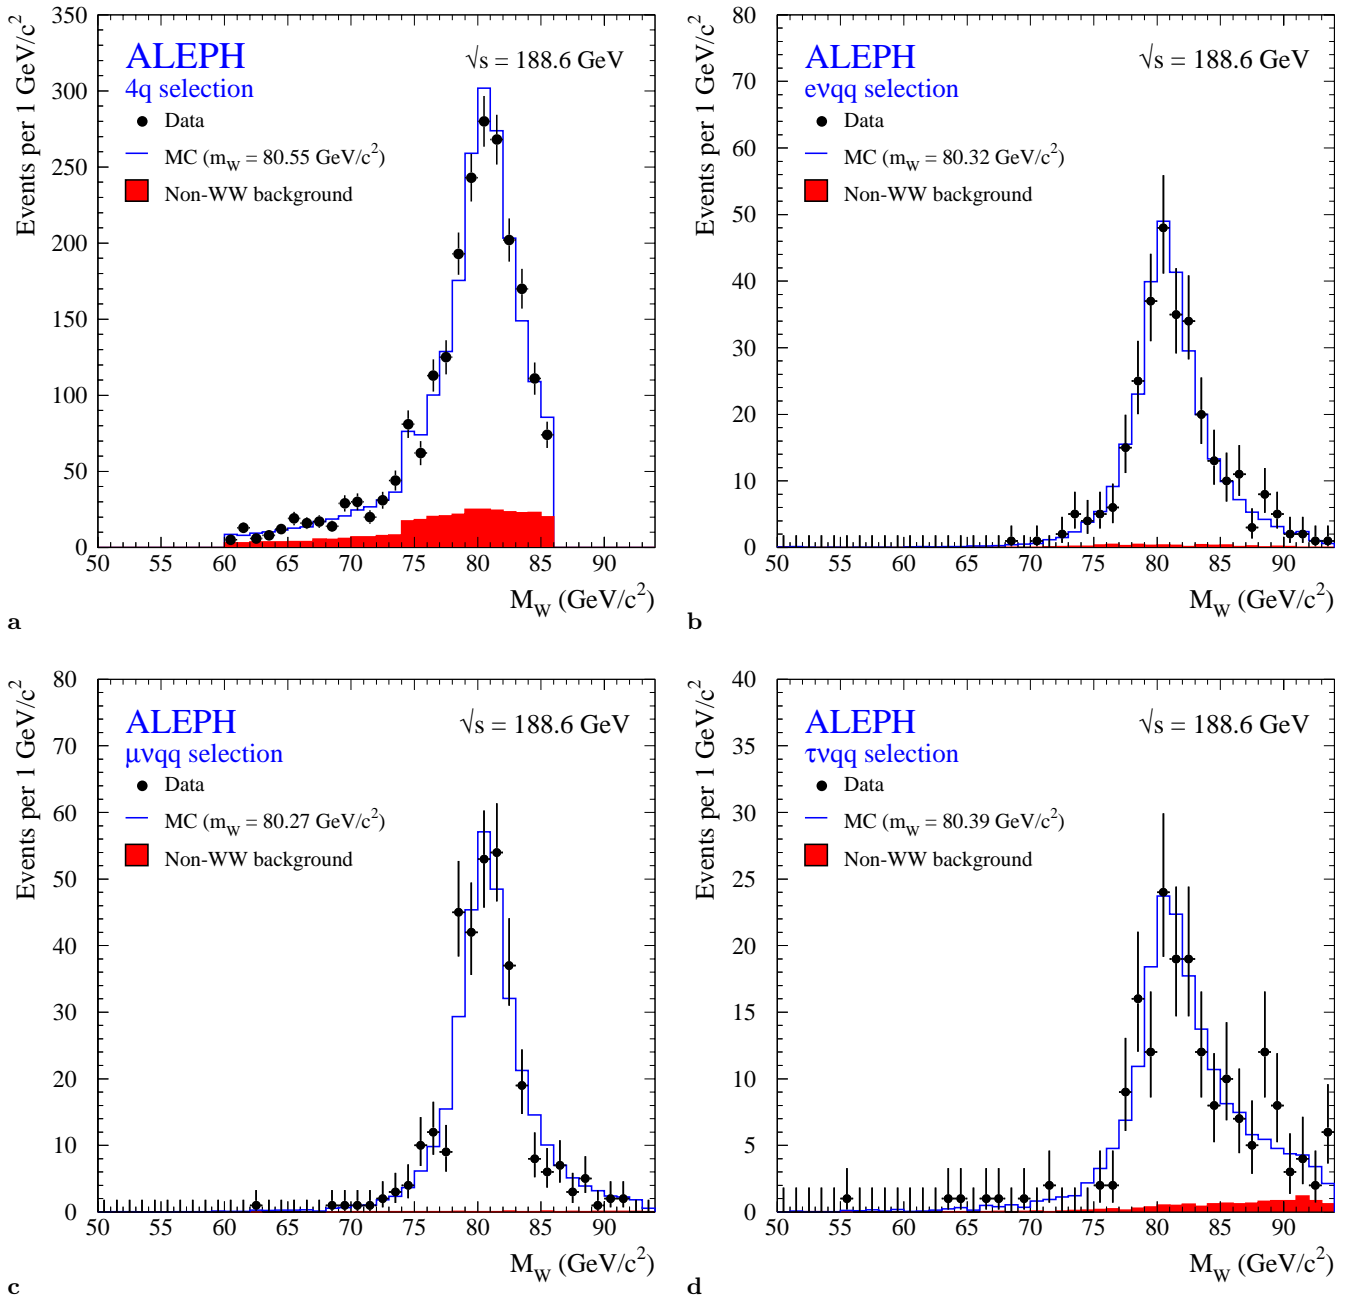 Events per 1 GeV/c²
350
300
250
200
150
100
50
0
ALEPH
4q selection
√s = 188.6 GeV
Data
MC (m_W = 80.55 GeV/c²)
Non-WW background
50 55 60 65 70 75 80 85 90
M_W (GeV/c²)
a
Events per 1 GeV/c²
80
70
60
50
40
30
20
10
0
ALEPH
eνqq selection
√s = 188.6 GeV
Data
MC (m_W = 80.32 GeV/c²)
Non-WW background
50 55 60 65 70 75 80 85 90
M_W (GeV/c²)
b
Events per 1 GeV/c²
80
70
60
50
40
30
20
10
0
ALEPH
μνqq selection
√s = 188.6 GeV
Data
MC (m_W = 80.27 GeV/c²)
Non-WW background
50 55 60 65 70 75 80 85 90
M_W (GeV/c²)
c
Events per 1 GeV/c²
40
35
30
25
20
15
10
5
0
ALEPH
τνqq selection
√s = 188.6 GeV
Data
MC (m_W = 80.39 GeV/c²)
Non-WW background
50 55 60 65 70 75 80 85 90
M_W (GeV/c²)
d